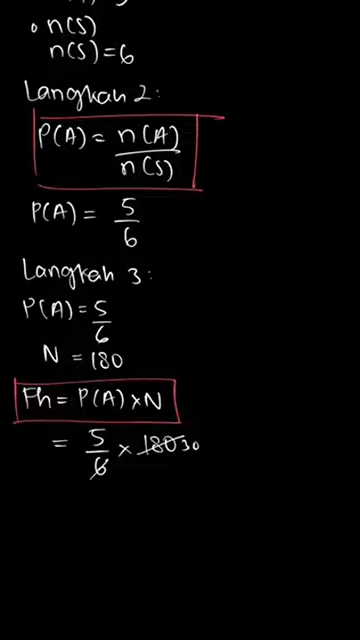 • n(S)
n(S) = 6
Langkah 2:
P(A) = n(A)/n(S)
P(A) = 5/6
Langkah 3:
P(A) = 5/6
N = 180
Fh = P(A) × N
= 5/6 × 180 30